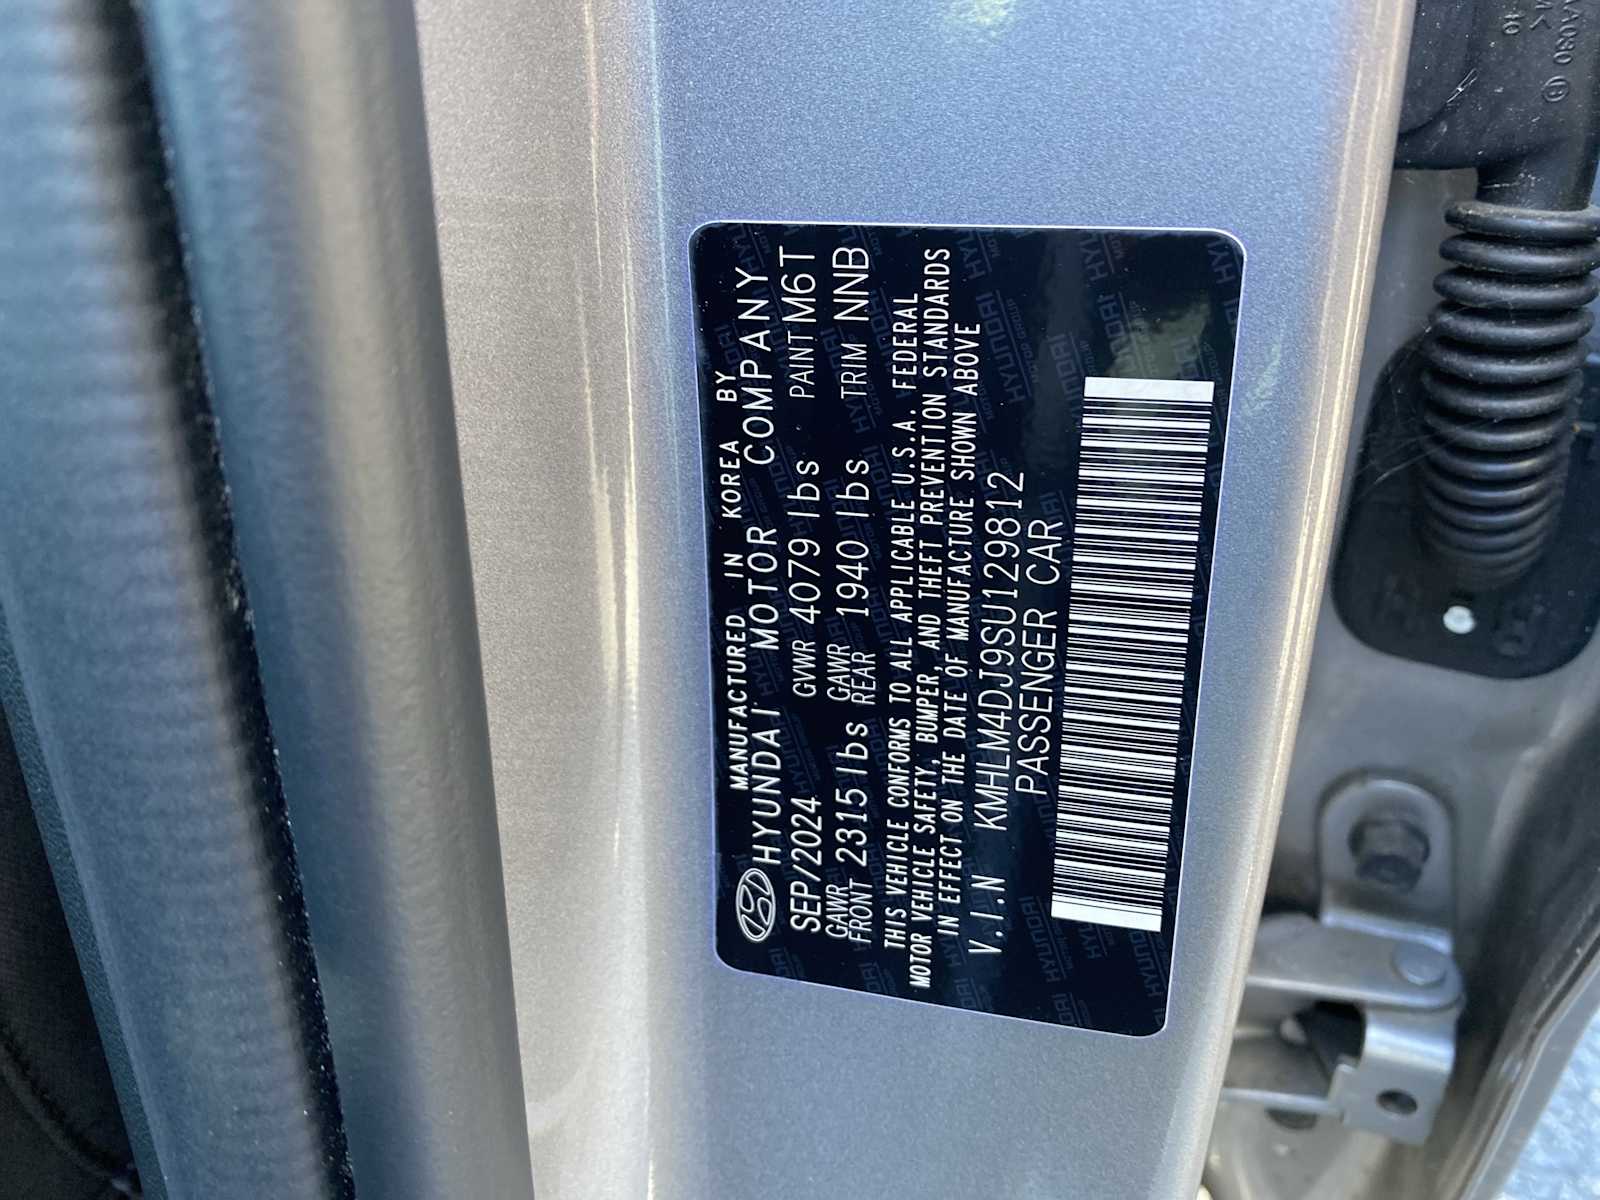 MANUFACTURED IN KOREA BY
HYUNDAI MOTOR COMPANY
SEP/2024 GVWR 4079 lbs PAINT M6T
GAWR FRONT 2315 lbs GAWR REAR 1940 lbs TRIM NNB
THIS VEHICLE CONFORMS TO ALL APPLICABLE U.S.A. FEDERAL
MOTOR VEHICLE SAFETY, BUMPER, AND THEFT PREVENTION STANDARDS
IN EFFECT ON THE DATE OF MANUFACTURE SHOWN ABOVE
V.I.N KMHLM4DJ9SU129812
PASSENGER CAR